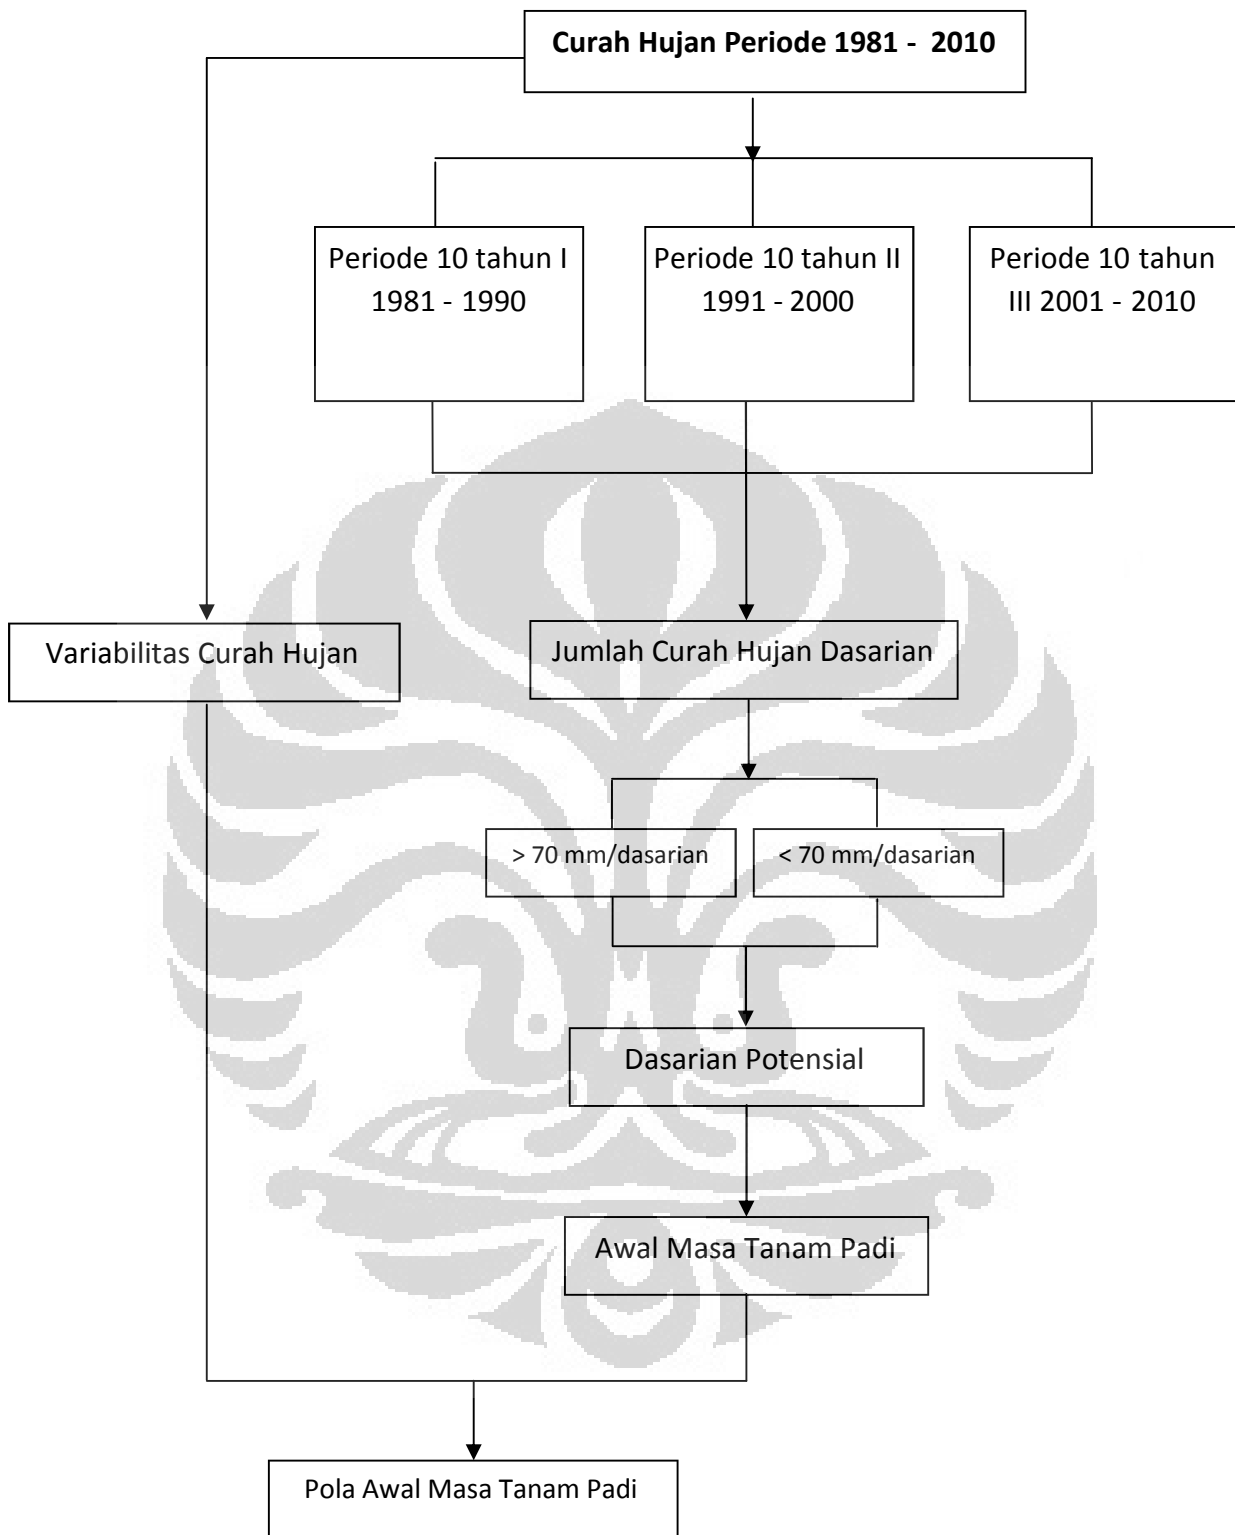 Curah Hujan Periode 1981 - 2010
Periode 10 tahun I
1981 - 1990
Periode 10 tahun II
1991 - 2000
Periode 10 tahun
III 2001 - 2010
Variabilitas Curah Hujan
Jumlah Curah Hujan Dasarian
> 70 mm/dasarian
< 70 mm/dasarian
Dasarian Potensial
Awal Masa Tanam Padi
Pola Awal Masa Tanam Padi